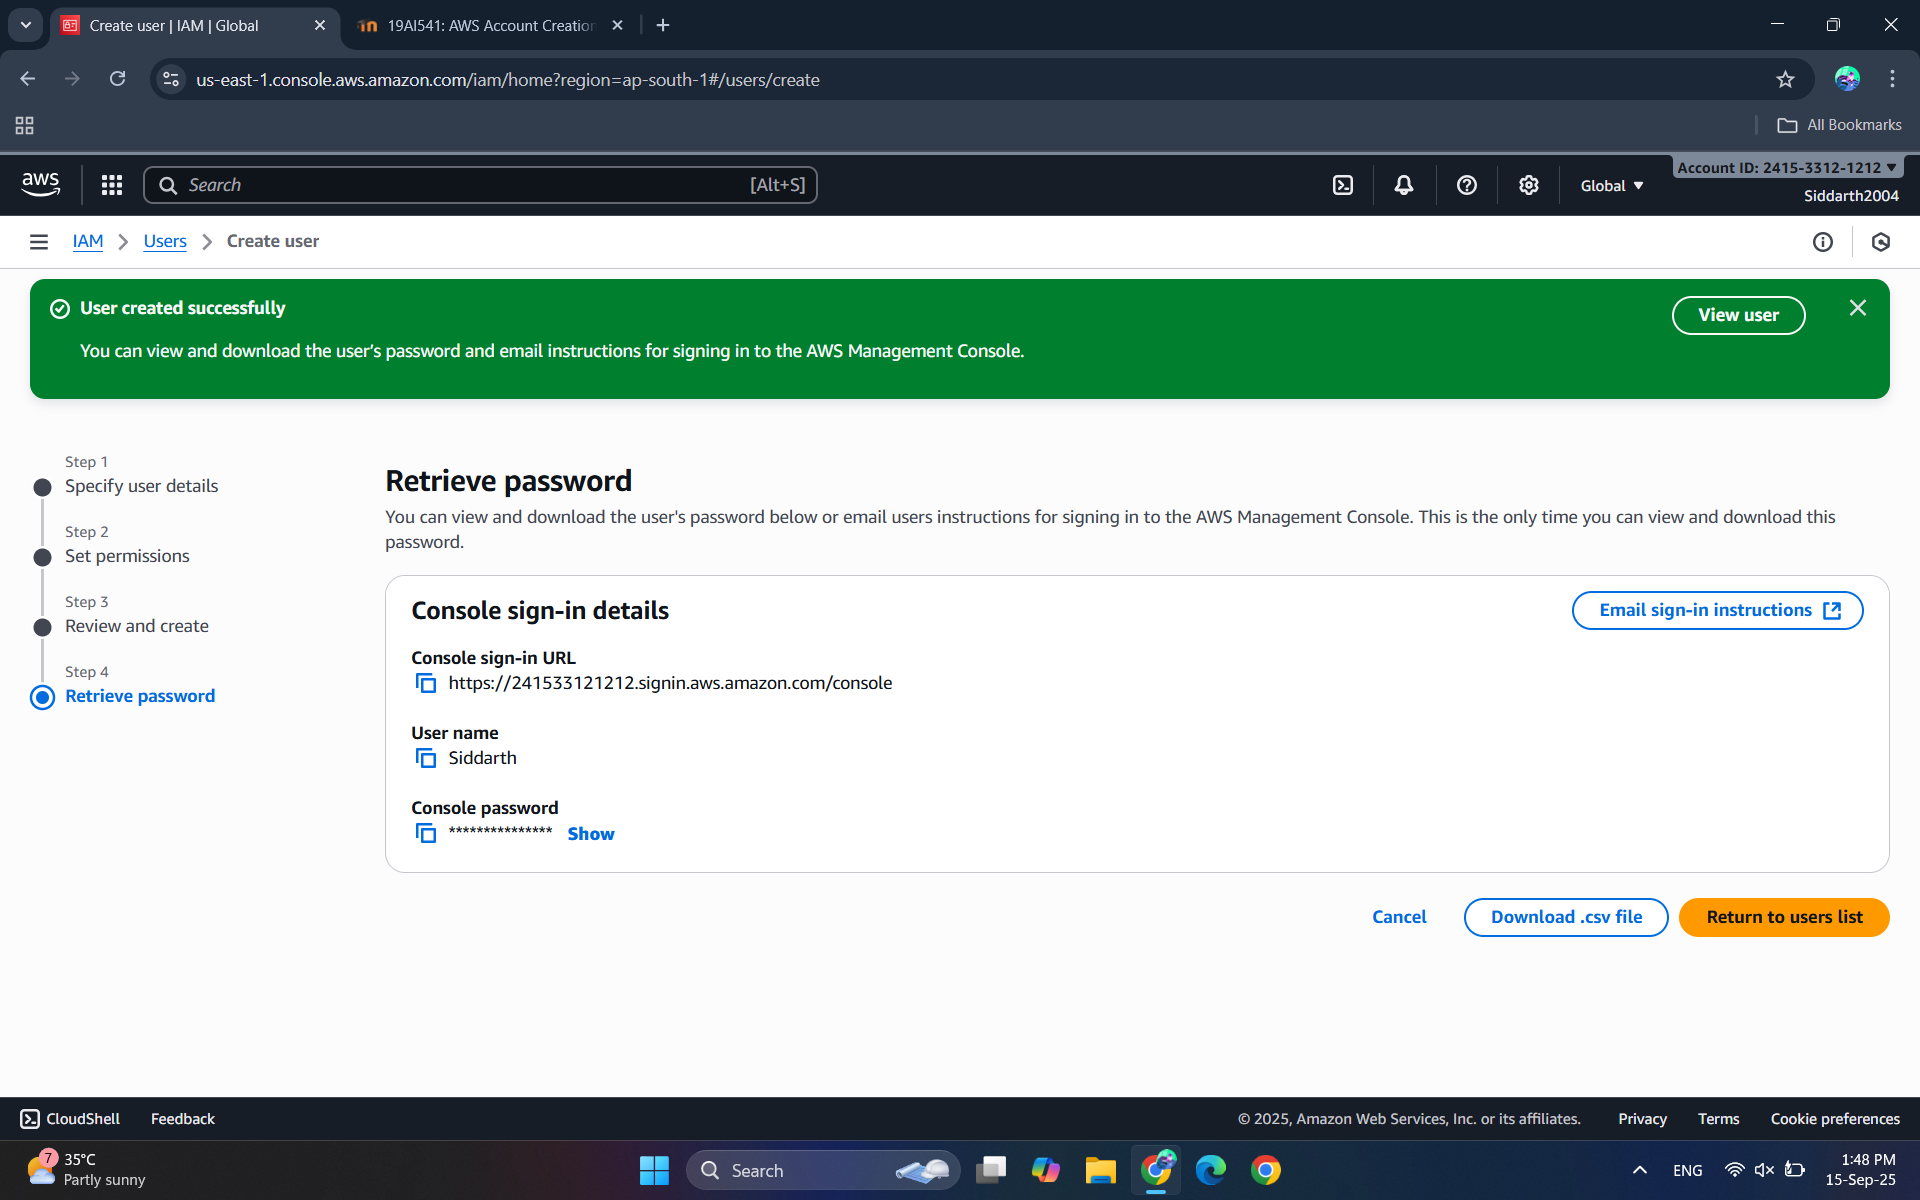 Create user | IAM | Global
19AI541: AWS Account Creation
us-east-1.console.aws.amazon.com/iam/home?region=ap-south-1#/users/create
All Bookmarks
aws
Search
[Alt+S]
Global
Account ID: 2415-3312-1212
Siddarth2004
IAM
Users
Create user
User created successfully
View user
You can view and download the user's password and email instructions for signing in to the AWS Management Console.
Step 1
Specify user details
Step 2
Set permissions
Step 3
Review and create
Step 4
Retrieve password
Retrieve password
You can view and download the user's password below or email users instructions for signing in to the AWS Management Console. This is the only time you can view and download this
password.
Console sign-in details
Email sign-in instructions
Console sign-in URL
https://241533121212.signin.aws.amazon.com/console
User name
Siddarth
Console password
*************** Show
Cancel
Download .csv file
Return to users list
CloudShell
Feedback
© 2025, Amazon Web Services, Inc. or its affiliates.
Privacy
Terms
Cookie preferences
7
35°C
Partly sunny
Search
ENG
1:48 PM
15-Sep-25